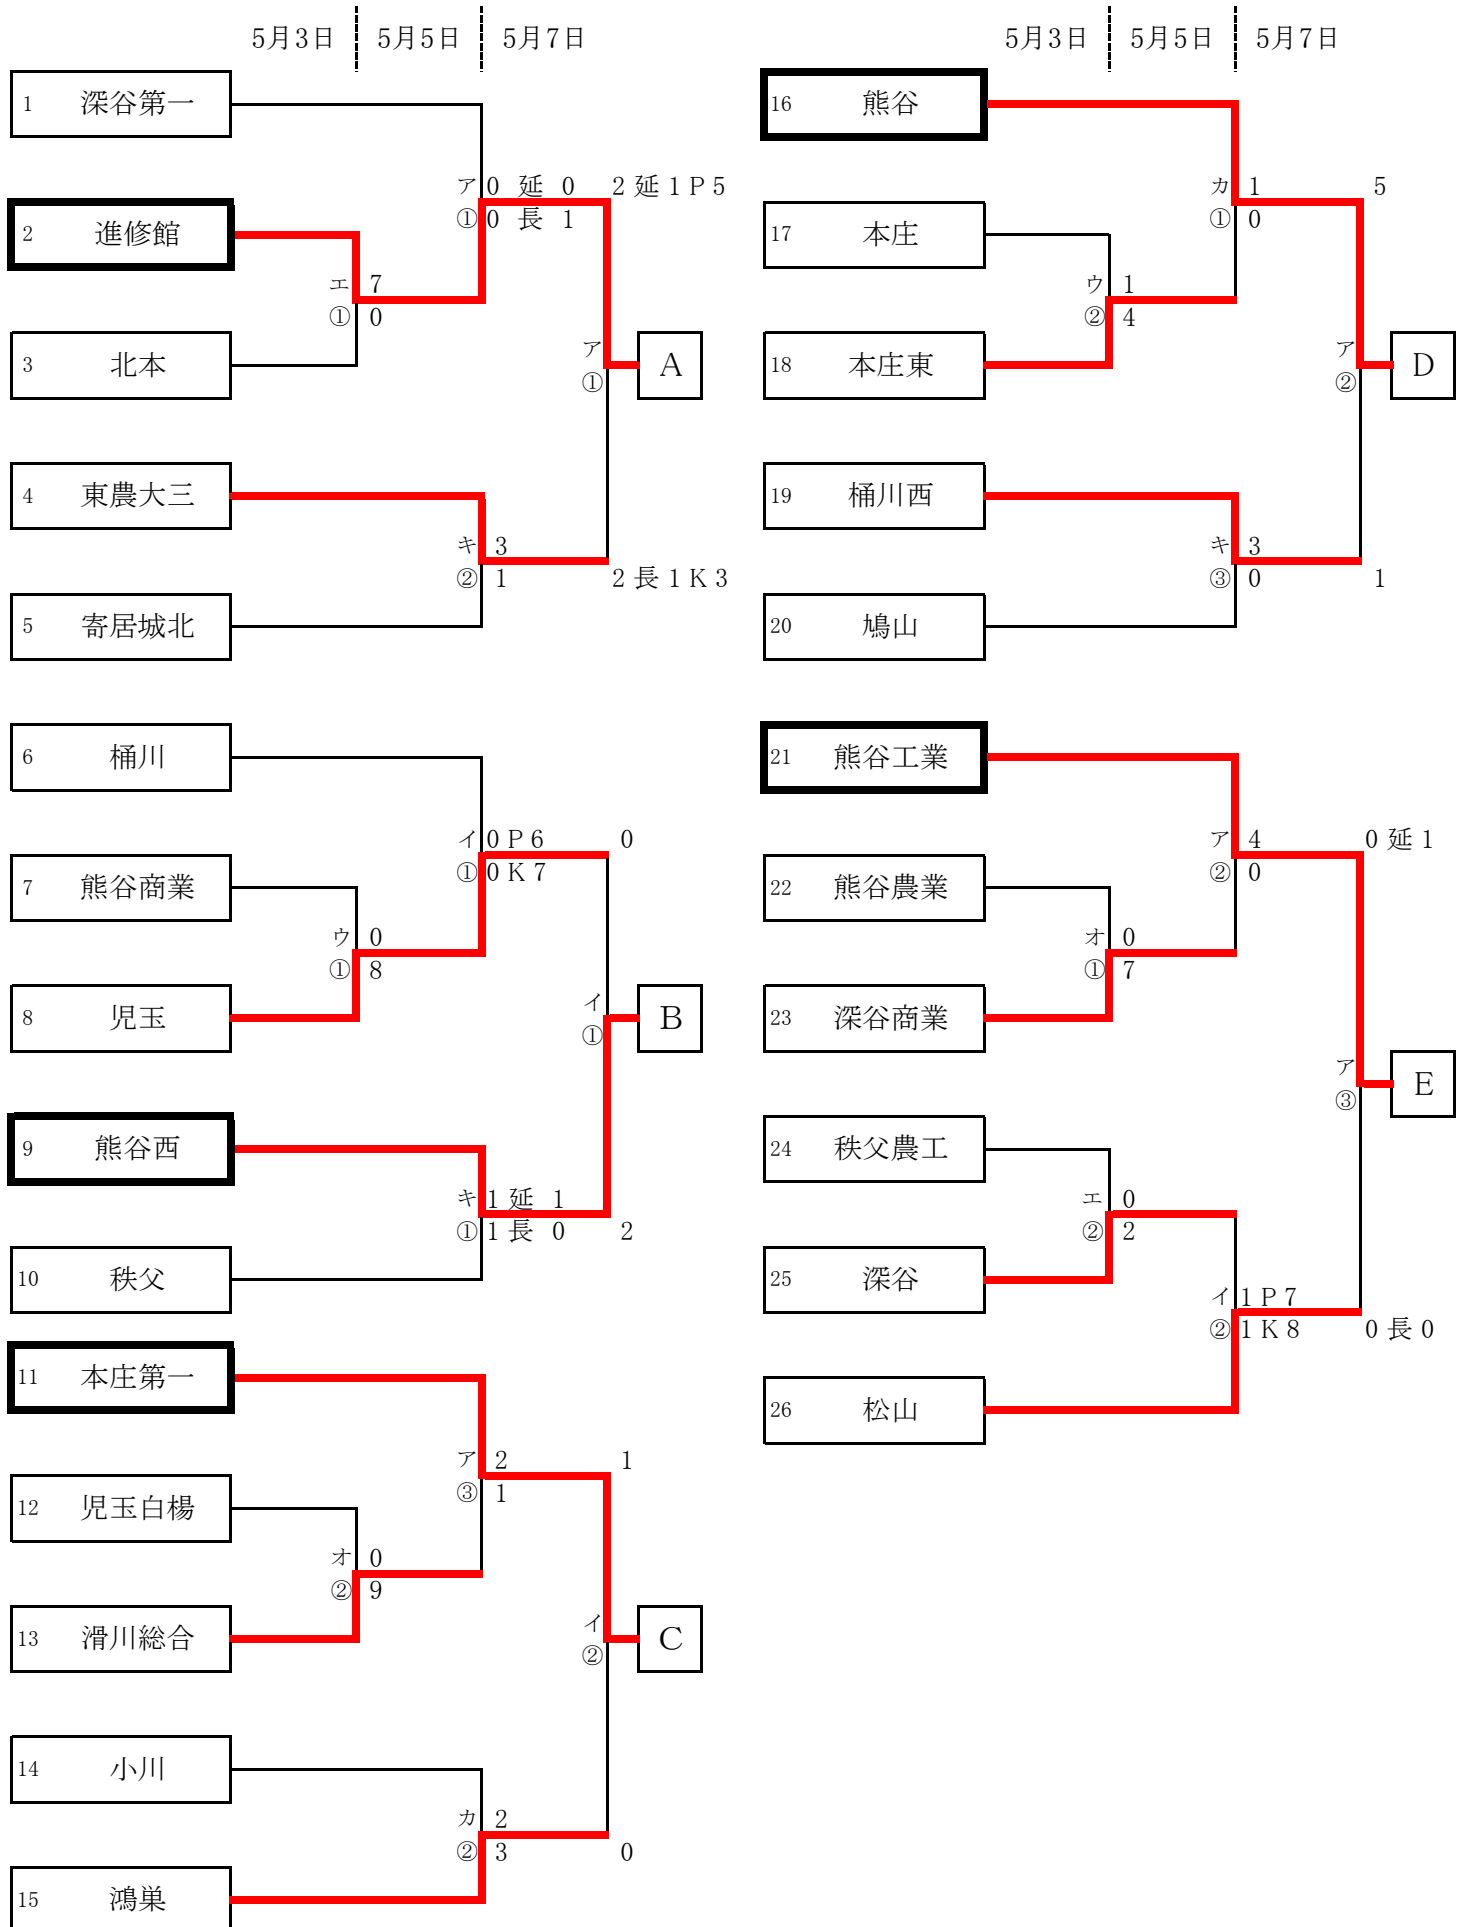 5月3日 5月5日 5月7日
1 深谷第一
ア 0 延 0 2 延 1 P 5
① 0 長 1
2 進修館
エ 7
① 0
3 北本
ア
① A
4 東農大三
キ 3
② 1 2 長 1 K 3
5 寄居城北
6 桶川
イ 0 P 6 0
① 0 K 7
7 熊谷商業
ウ 0
① 8
8 児玉
イ
① B
9 熊谷西
キ 1 延 1
① 1 長 0 2
10 秩父
11 本庄第一
ア 2 1
③ 1
12 児玉白楊
オ 0
② 9
13 滑川総合
イ
② C
14 小川
カ 2
② 3 0
15 鴻巣
5月3日 5月5日 5月7日
16 熊谷
カ 1 5
① 0
17 本庄
ウ 1
② 4
18 本庄東
ア
② D
19 桶川西
キ 3
③ 0 1
20 鳩山
21 熊谷工業
ア 4 0 延 1
② 0
22 熊谷農業
オ 0
① 7
23 深谷商業
ア
③ E
24 秩父農工
エ 0
② 2
25 深谷
イ 1 P 7
② 1 K 8 0 長 0
26 松山